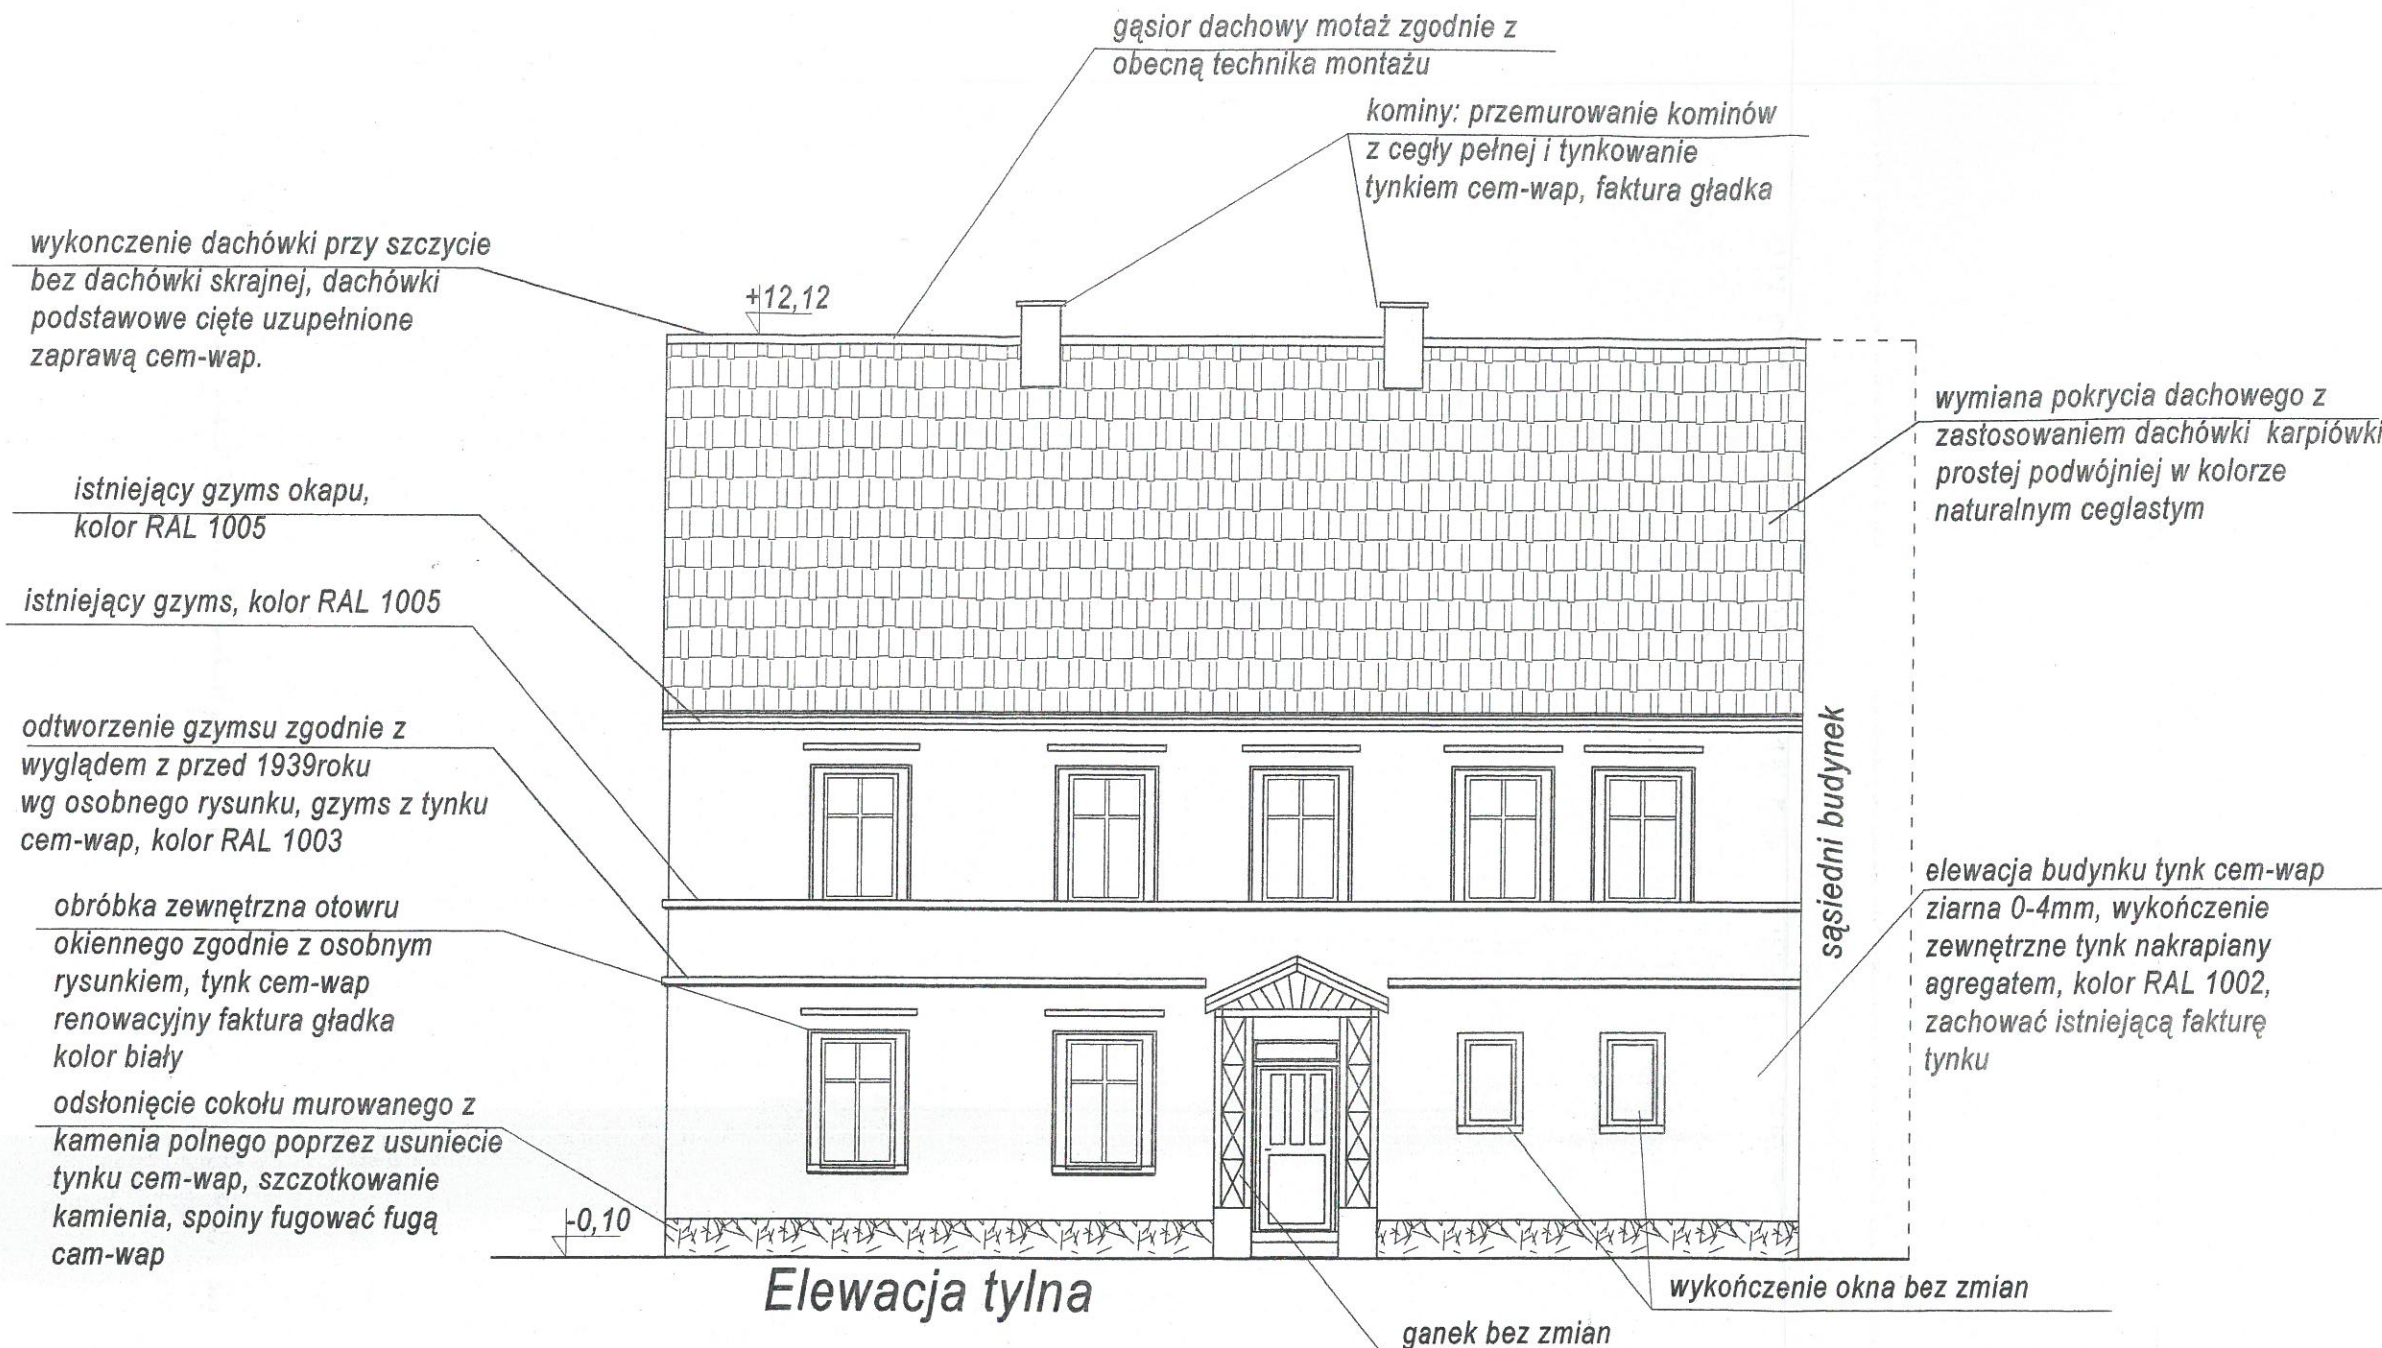 gąsior dachowy motaż zgodnie z
obecną technika montażu
kominy: przemurowanie kominów
z cegły pełnej i tynkowanie
tynkiem cem-wap, faktura gładka
wykonczenie dachówki przy szczycie
bez dachówki skrajnej, dachówki
podstawowe cięte uzupełnione
zaprawą cem-wap.
+12,12
wymiana pokrycia dachowego z
zastosowaniem dachówki karpiówki
prostej podwójniej w kolorze
naturalnym ceglastym
istniejący gzyms okapu,
kolor RAL 1005
istniejący gzyms, kolor RAL 1005
odtworzenie gzymsu zgodnie z
wyglądem z przed 1939roku
wg osobnego rysunku, gzyms z tynku
cem-wap, kolor RAL 1003
sąsiedni budynek
elewacja budynku tynk cem-wap
ziarna 0-4mm, wykończenie
zewnętrzne tynk nakrapiany
agregatem, kolor RAL 1002,
zachować istniejącą fakturę
tynku
obróbka zewnętrzna otowru
okiennego zgodnie z osobnym
rysunkiem, tynk cem-wap
renowacyjny faktura gładka
kolor biały
odsłonięcie cokołu murowanego z
kamenia polnego poprzez usuniecie
tynku cem-wap, szczotkowanie
kamienia, spoiny fugować fugą
cam-wap
-0,10
Elewacja tylna
wykończenie okna bez zmian
ganek bez zmian